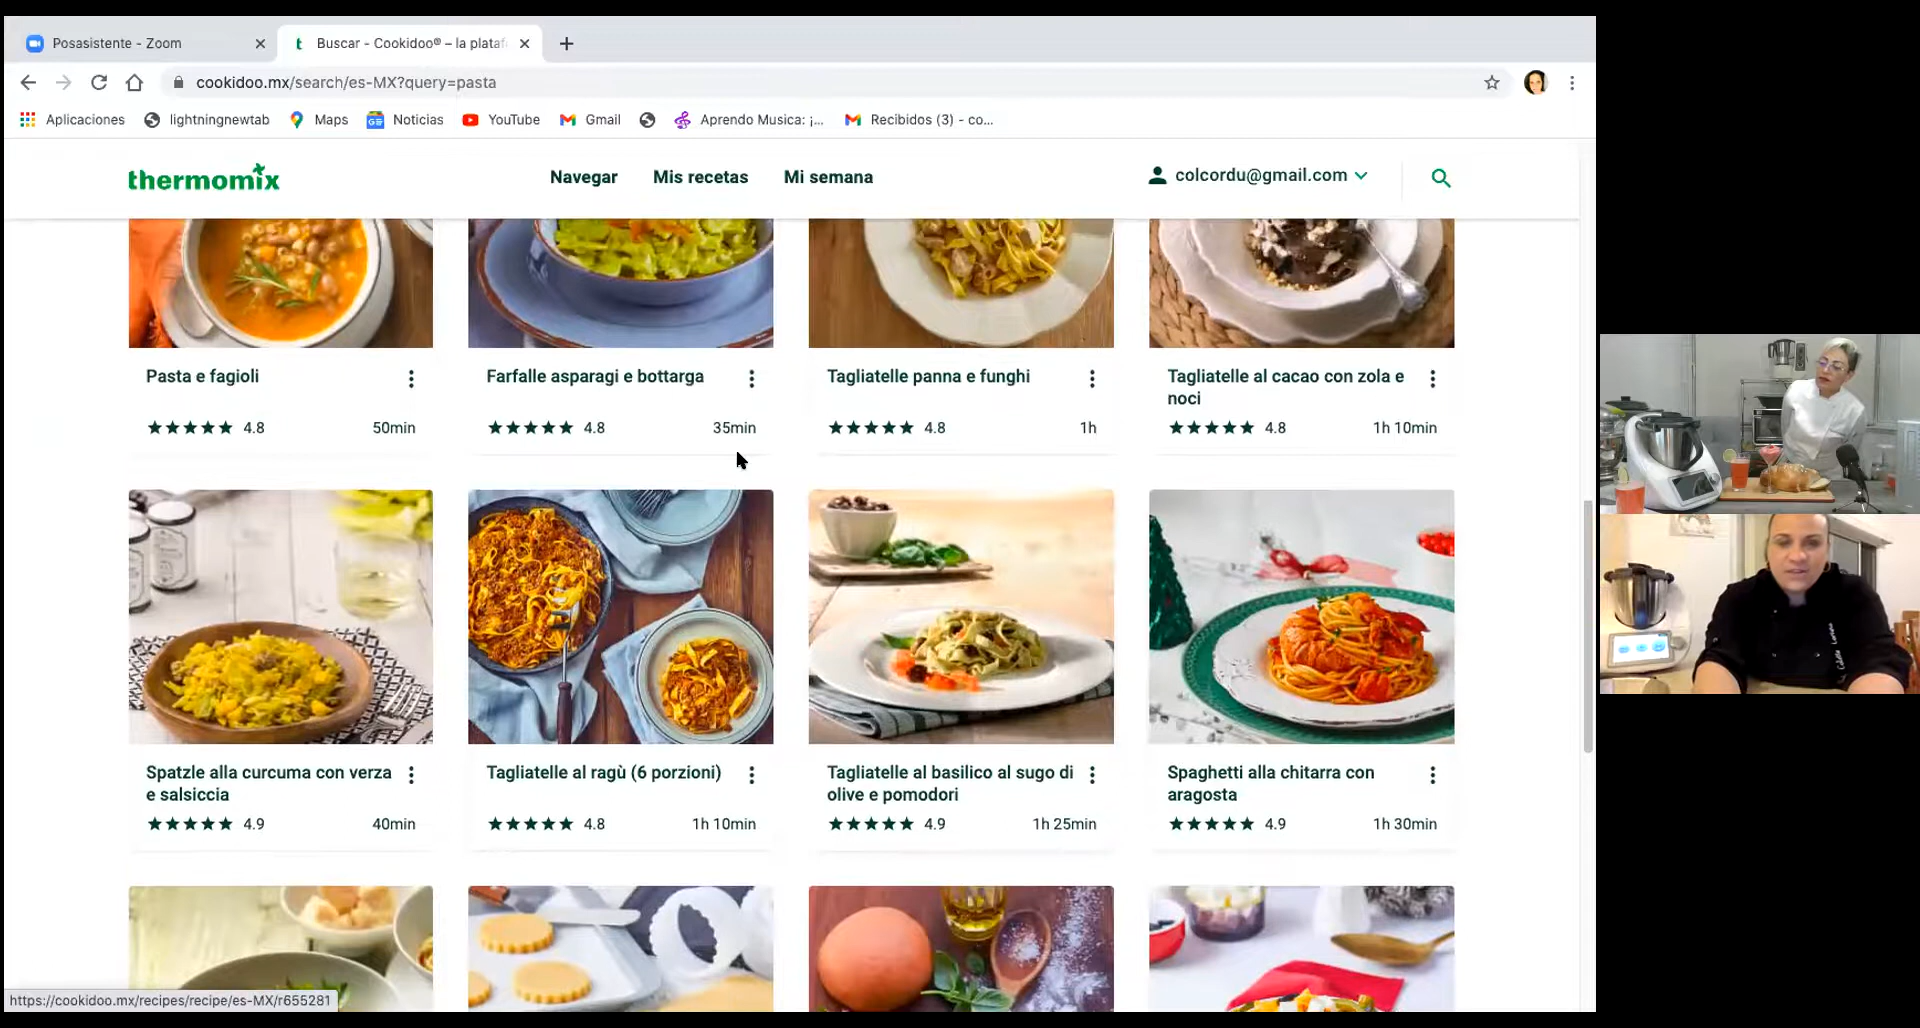 Posasistente - Zoom
Buscar - Cookidoo® – la plataf
cookidoo.mx/search/es-MX?query=pasta
Aplicaciones
lightningnewtab
Maps
Noticias
YouTube
Gmail
Aprendo Musica: ¡...
Recibidos (3) - co...
thermomix
Navegar
Mis recetas
Mi semana
colcordu@gmail.com
Pasta e fagioli
4.8
50min
Farfalle asparagi e bottarga
4.8
35min
Tagliatelle panna e funghi
4.8
1h
Tagliatelle al cacao con zola e
noci
4.8
1h 10min
Spatzle alla curcuma con verza
e salsiccia
4.9
40min
Tagliatelle al ragù (6 porzioni)
4.8
1h 10min
Tagliatelle al basilico al sugo di
olive e pomodori
4.9
1h 25min
Spaghetti alla chitarra con
aragosta
4.9
1h 30min
https://cookidoo.mx/recipes/recipe/es-MX/r655281